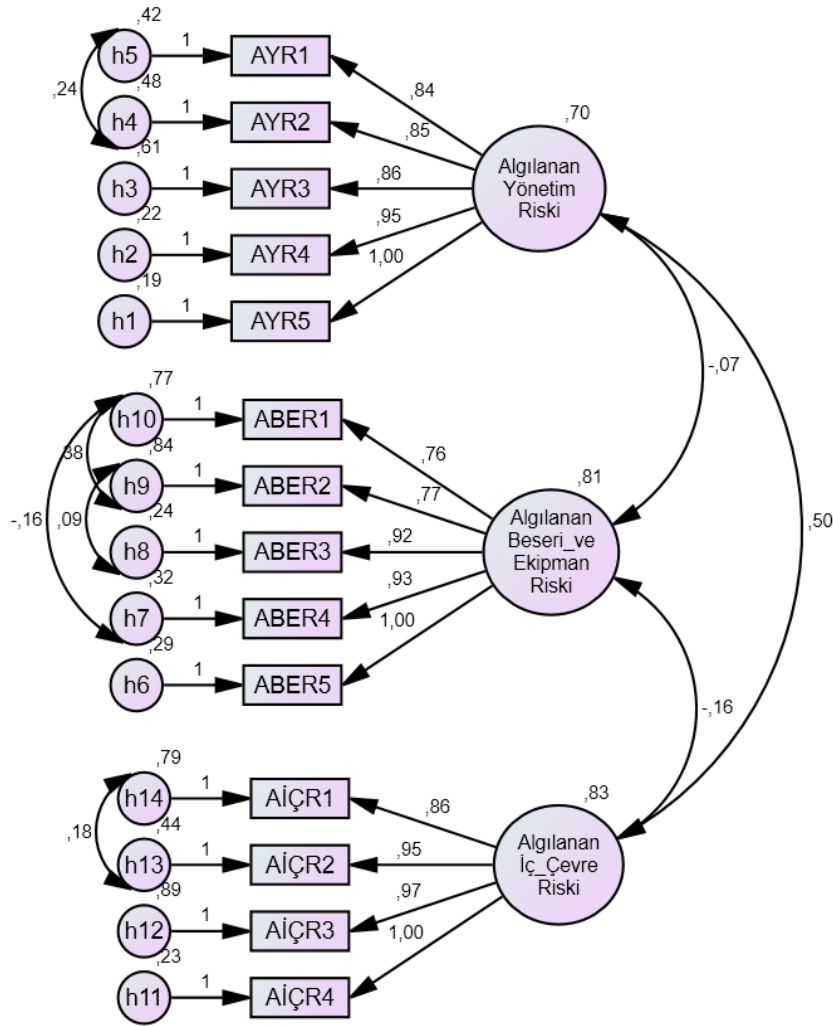 ,42
h5 1 AYR1
,48
,24
h4 1 AYR2
,61
h3 1 AYR3
,22
h2 1 AYR4
,19
h1 1 AYR5
,84
,85
,86
,95
1,00
,70
Algılanan
Yönetim
Riski
-,07
,50
,77
h10 1 ABER1
,84
,38
h9 1 ABER2
,24
-,16
,09
h8 1 ABER3
,32
h7 1 ABER4
,29
h6 1 ABER5
,76
,77
,92
,93
1,00
,81
Algılanan
Beseri_ve
Ekipman
Riski
-,16
,79
h14 1 AİÇR1
,44
,18
h13 1 AİÇR2
,89
h12 1 AİÇR3
,23
h11 1 AİÇR4
,86
,95
,97
1,00
,83
Algılanan
İç_Çevre
Riski